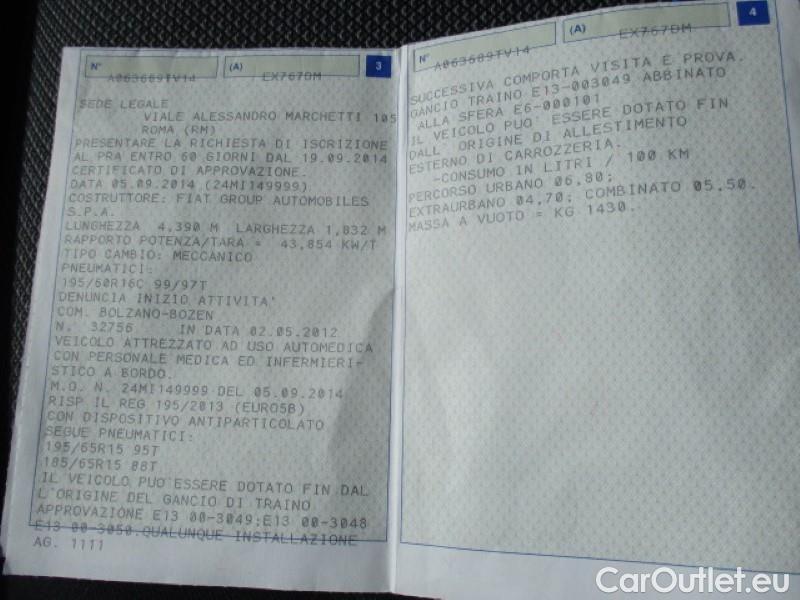 N° A063689TV14 (A) EX767DM 3
SEDE LEGALE
VIALE ALESSANDRO MARCHETTI 105
ROMA (RM)
PRESENTARE LA RICHIESTA DI ISCRIZIONE
AL PRA ENTRO 60 GIORNI DAL 19.09.2014
CERTIFICATO DI APPROVAZIONE.
DATA 05.09.2014 (24MI149999)
COSTRUTTORE: FIAT GROUP AUTOMOBILES
S.P.A.
LUNGHEZZA 4,390 M LARGHEZZA 1,832 M
RAPPORTO POTENZA/TARA = 43,854 KW/T
TIPO CAMBIO: MECCANICO
PNEUMATICI:
195/60R16C 99/97T
DENUNCIA INIZIO ATTIVITA'
COM. BOLZANO-BOZEN
N. 32756 IN DATA 02.05.2012
VEICOLO ATTREZZATO AD USO AUTOMEDICA
CON PERSONALE MEDICA ED INFERMIERI-
STICO A BORDO.
M.O. N. 24MI149999 DEL 05.09.2014
RISP IL REG 195/2013 (EURO5B)
CON DISPOSITIVO ANTIPARTICOLATO
SEGUE PNEUMATICI:
195/65R15 95T
185/65R15 88T
IL VEICOLO PUO'ESSERE DOTATO FIN DAL
L'ORIGINE DEL GANCIO DI TRAINO
APPROVAZIONE E13 00-3049;E13 00-3048
E13 00-3050.QUALUNQUE INSTALLAZIONE
AG. 1111
N° A063689TV14 (A) EX767DM 4
SUCCESSIVA COMPORTA VISITA E PROVA.
GANCIO TRAINO E13-003049 ABBINATO
ALLA SFERA E6-000101
IL VEICOLO PUO' ESSERE DOTATO FIN
DALL'ORIGINE DI ALLESTIMENTO
ESTERNO DI CARROZZERIA.
-CONSUMO IN LITRI / 100 KM
PERCORSO URBANO 06,80;
EXTRAURBANO 04,70; COMBINATO 05,50.
MASSA A VUOTO = KG 1430.
CarOutlet.eu